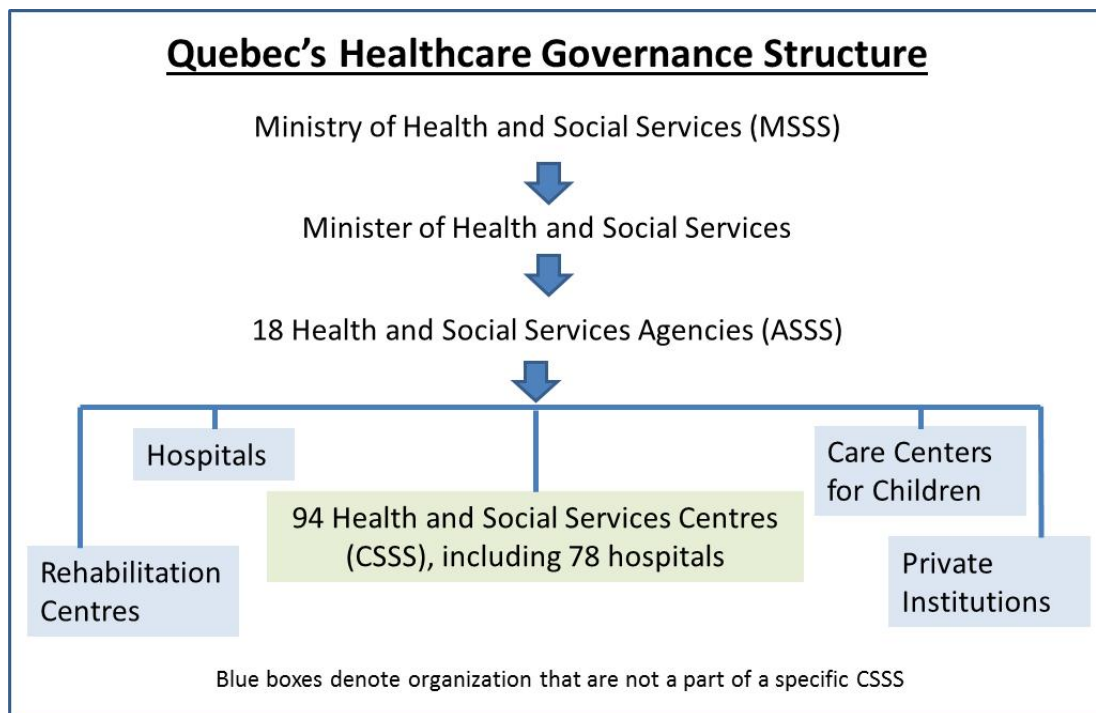 Quebec’s Healthcare Governance Structure
Ministry of Health and Social Services (MSSS)
Minister of Health and Social Services
18 Health and Social Services Agencies (ASSS)
Hospitals
Care Centers
for Children
94 Health and Social Services Centres
(CSSS), including 78 hospitals
Rehabilitation
Centres
Private
Institutions
Blue boxes denote organization that are not a part of a specific CSSS